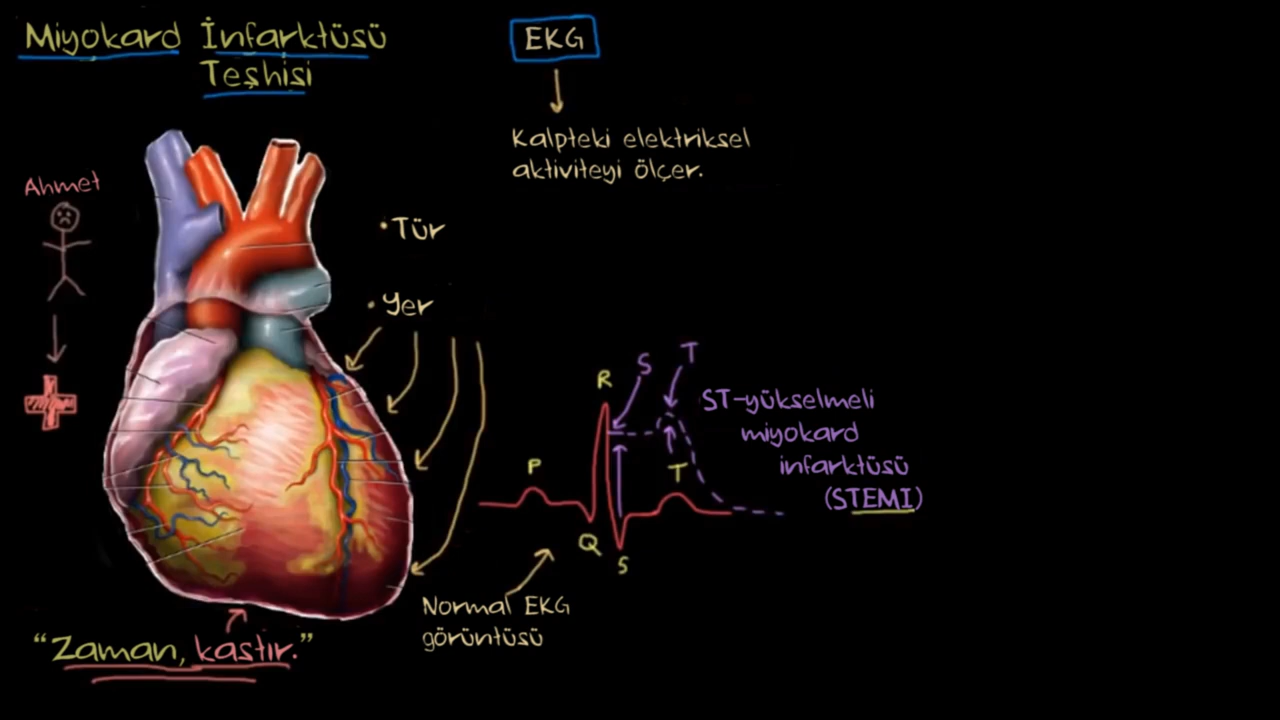 Miyokard İnfarktüsü
Teşhisi
EKG
Kalpteki elektriksel
aktiviteyi ölçer.
Ahmet
•Tür
•Yer
R
S
T
P
T
Q
S
ST-yükselmeli
miyokard
infarktüsü
(STEMI)
Normal EKG
görüntüsü
"Zaman, kastır."